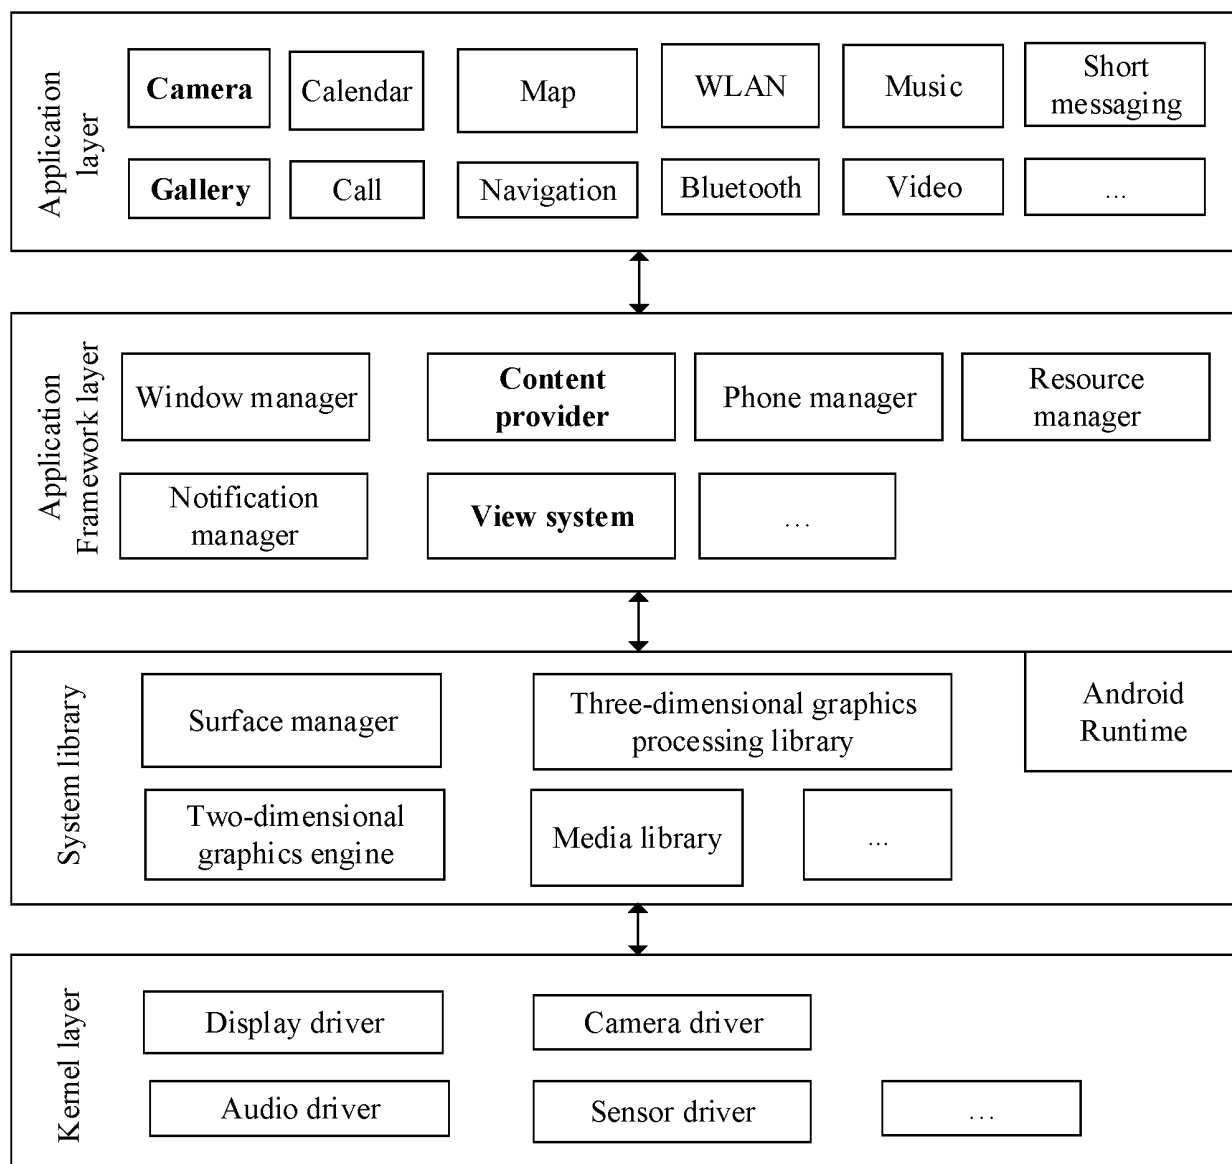 Application
layer
Camera
Calendar
Map
WLAN
Music
Short
messaging
Gallery
Call
Navigation
Bluetooth
Video
...
Application
Framework layer
Window manager
Content
provider
Phone manager
Resource
manager
Notification
manager
View system
...
System library
Surface manager
Three-dimensional graphics
processing library
Android
Runtime
Two-dimensional
graphics engine
Media library
...
Kernel layer
Display driver
Camera driver
Audio driver
Sensor driver
...